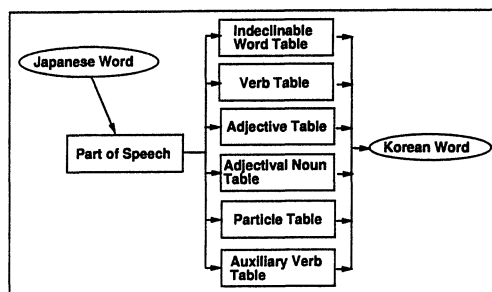 Japanese Word
Part of Speech
Indeclinable
Word Table
Verb Table
Adjective Table
Adjectival Noun
Table
Particle Table
Auxiliary Verb
Table
Korean Word